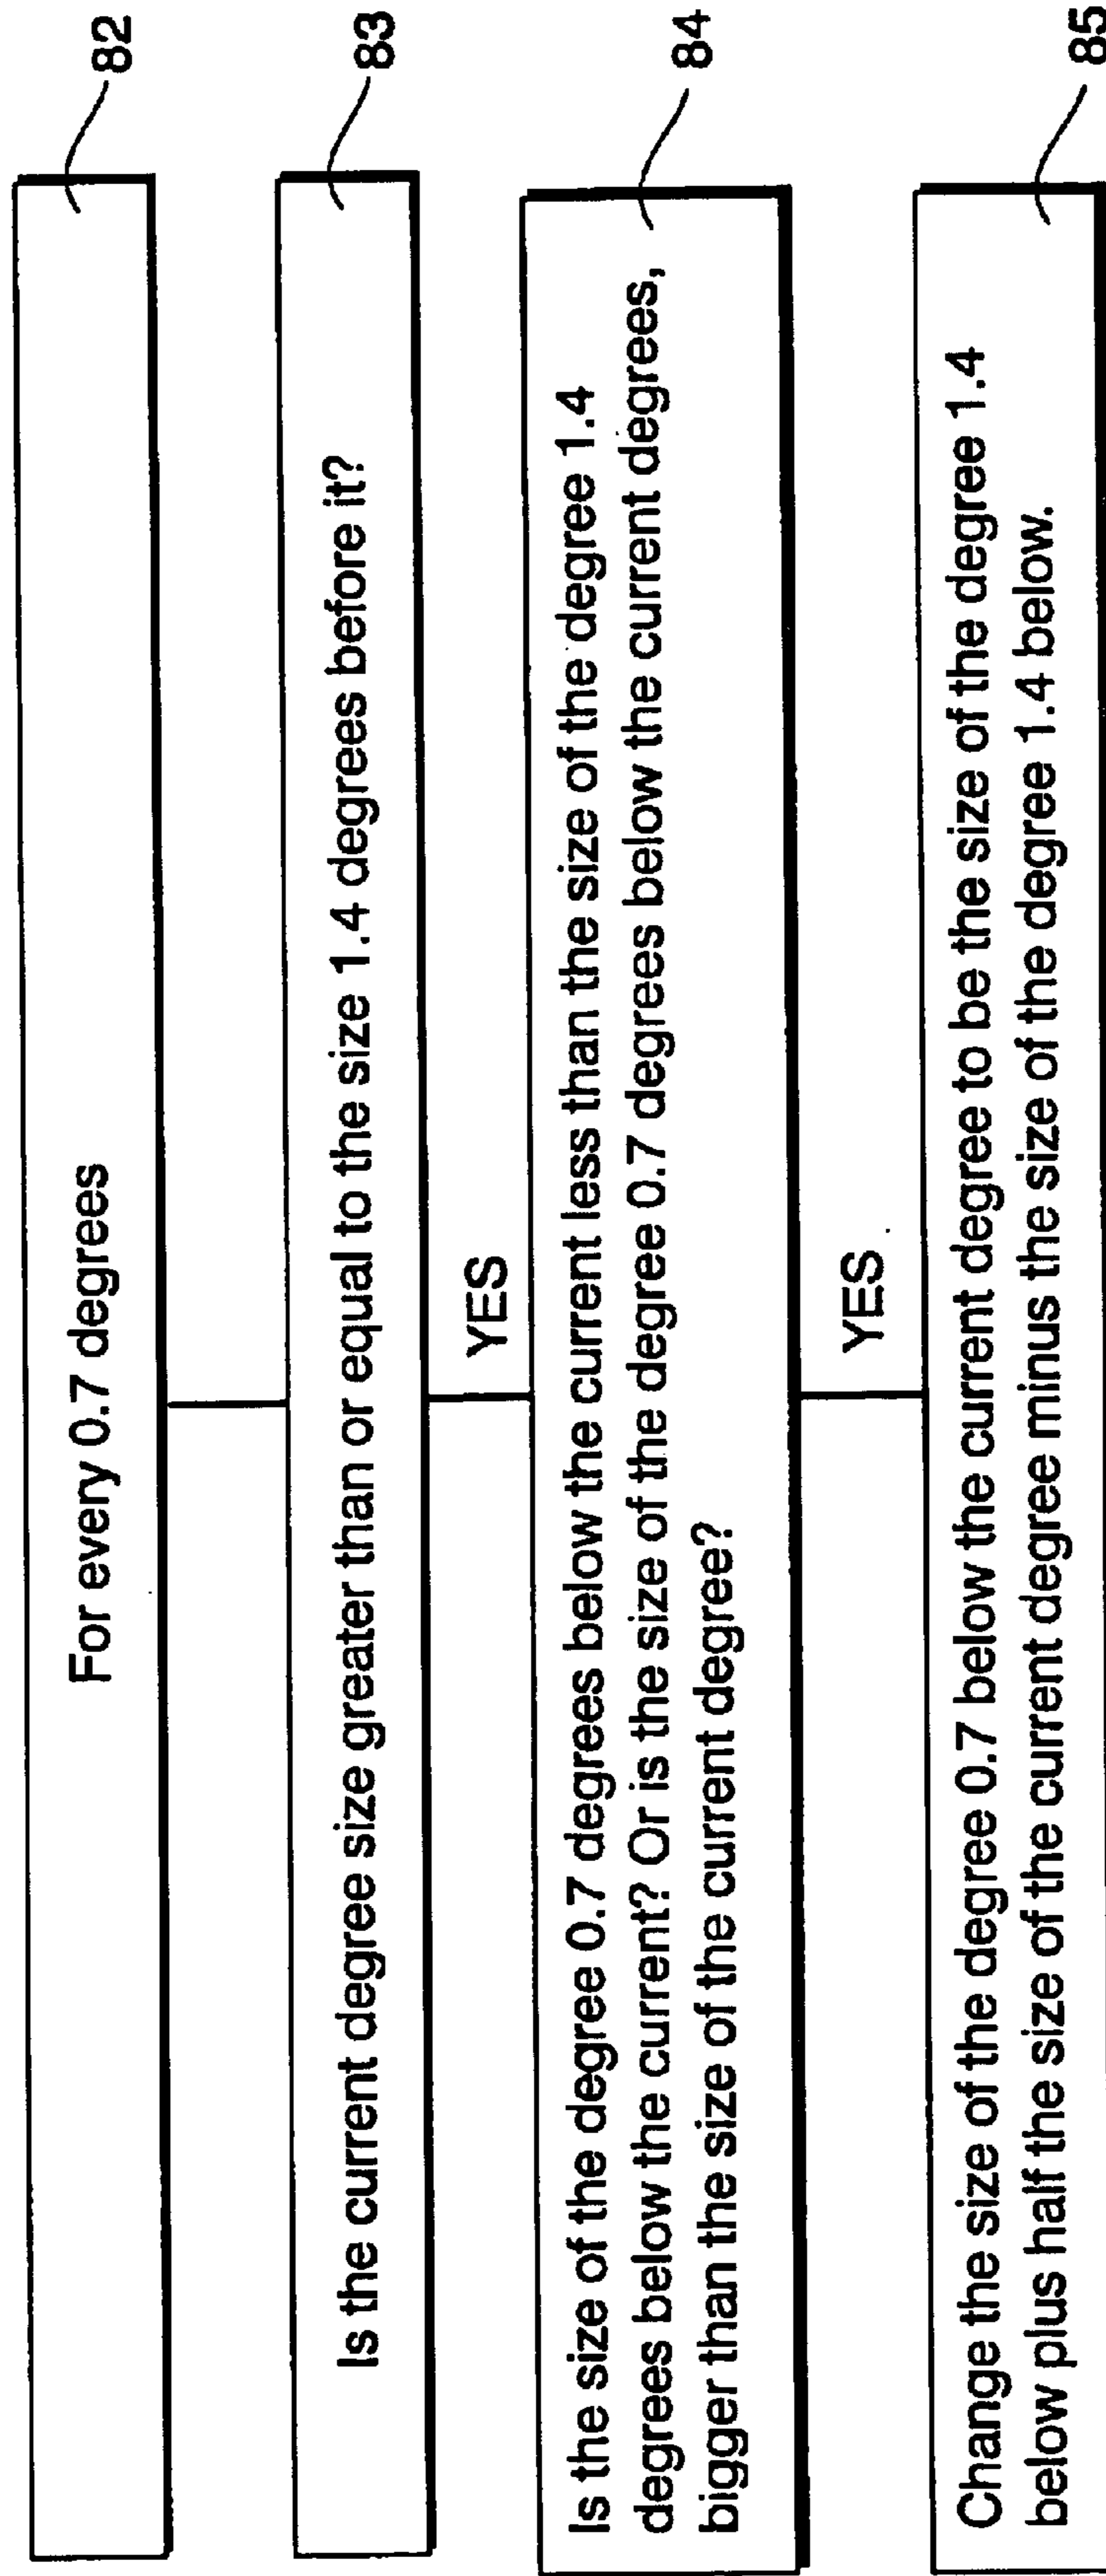 For every 0.7 degrees
82
Is the current degree size greater than or equal to the size 1.4 degrees before it?
83
YES
Is the size of the degree 0.7 degrees below the current less than the size of the degree 1.4
degrees below the current? Or is the size of the degree 0.7 degrees below the current degrees,
bigger than the size of the current degree?
84
YES
Change the size of the degree 0.7 below the current degree to be the size of the degree 1.4
below plus half the size of the current degree minus the size of the degree 1.4 below.
85